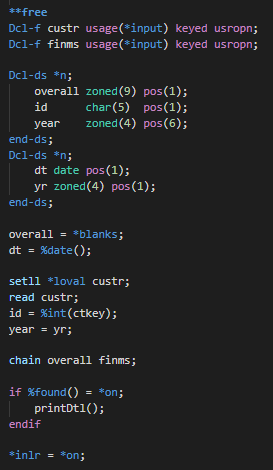 **free
Dcl-f custr usage(*input) keyed usropn;
Dcl-f finms usage(*input) keyed usropn;
Dcl-ds *n;
overall zoned(9) pos(1);
id char(5) pos(1);
year zoned(4) pos(6);
end-ds;
Dcl-ds *n;
dt date pos(1);
yr zoned(4) pos(1);
end-ds;
overall = *blanks;
dt = %date();
setll *loval custr;
read custr;
id = %int(ctkey);
year = yr;
chain overall finms;
if %found() = *on;
printDtl();
endif
*inlr = *on;